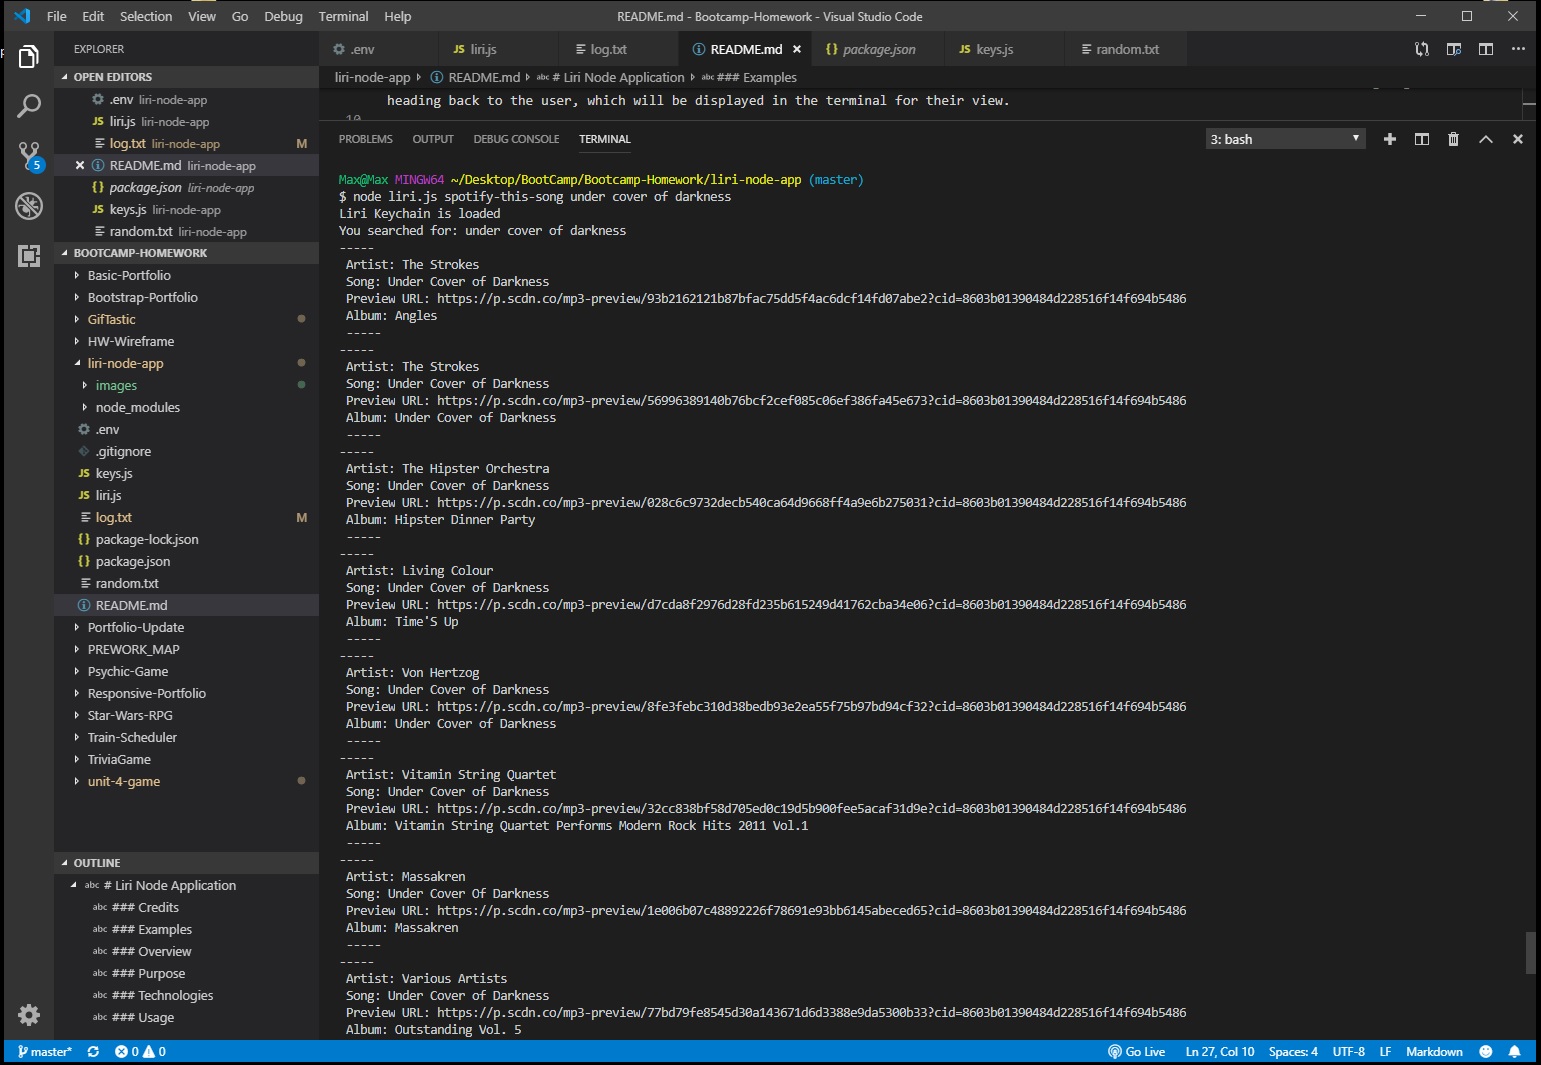 File Edit Selection View Go Debug Terminal Help
README.md - Bootcamp-Homework - Visual Studio Code
EXPLORER
.env
liri.js
log.txt
README.md
package.json
keys.js
random.txt
OPEN EDITORS
.env liri-node-app
liri.js liri-node-app
log.txt liri-node-app M
README.md liri-node-app
package.json liri-node-app
keys.js liri-node-app
random.txt liri-node-app
5
BOOTCAMP-HOMEWORK
Basic-Portfolio
Bootstrap-Portfolio
GifTastic
HW-Wireframe
liri-node-app
images
node_modules
.env
.gitignore
keys.js
liri.js
log.txt M
package-lock.json
package.json
random.txt
README.md
Portfolio-Update
PREWORK_MAP
Psychic-Game
Responsive-Portfolio
Star-Wars-RPG
Train-Scheduler
TriviaGame
unit-4-game
OUTLINE
abc # Liri Node Application
abc ### Credits
abc ### Examples
abc ### Overview
abc ### Purpose
abc ### Technologies
abc ### Usage
liri-node-app README.md abc # Liri Node Application abc ### Examples
heading back to the user, which will be displayed in the terminal for their view.
PROBLEMS OUTPUT DEBUG CONSOLE TERMINAL
3: bash
Max@Max MINGW64 ~/Desktop/BootCamp/Bootcamp-Homework/liri-node-app (master)
$ node liri.js spotify-this-song under cover of darkness
Liri Keychain is loaded
You searched for: under cover of darkness
-----
Artist: The Strokes
Song: Under Cover of Darkness
Preview URL: https://p.scdn.co/mp3-preview/93b2162121b87bfac75dd5f4ac6dcf14fd07abe2?cid=8603b01390484d228516f14f694b5486
Album: Angles
-----
-----
Artist: The Strokes
Song: Under Cover of Darkness
Preview URL: https://p.scdn.co/mp3-preview/56996389140b76bcf2cef085c06ef386fa45e673?cid=8603b01390484d228516f14f694b5486
Album: Under Cover of Darkness
-----
-----
Artist: The Hipster Orchestra
Song: Under Cover of Darkness
Preview URL: https://p.scdn.co/mp3-preview/028c6c9732decb540ca64d9668ff4a9e6b275031?cid=8603b01390484d228516f14f694b5486
Album: Hipster Dinner Party
-----
-----
Artist: Living Colour
Song: Under Cover of Darkness
Preview URL: https://p.scdn.co/mp3-preview/d7cda8f2976d28fd235b615249d41762cba34e06?cid=8603b01390484d228516f14f694b5486
Album: Time'S Up
-----
-----
Artist: Von Hertzog
Song: Under Cover of Darkness
Preview URL: https://p.scdn.co/mp3-preview/8fe3febc310d38bedb93e2ea55f75b97bd94cf32?cid=8603b01390484d228516f14f694b5486
Album: Under Cover of Darkness
-----
-----
Artist: Vitamin String Quartet
Song: Under Cover of Darkness
Preview URL: https://p.scdn.co/mp3-preview/32cc838bf58d705ed0c19d5b900fee5acaf31d9e?cid=8603b01390484d228516f14f694b5486
Album: Vitamin String Quartet Performs Modern Rock Hits 2011 Vol.1
-----
-----
Artist: Massakren
Song: Under Cover Of Darkness
Preview URL: https://p.scdn.co/mp3-preview/1e006b07c48892226f78691e93bb6145abeced65?cid=8603b01390484d228516f14f694b5486
Album: Massakren
-----
-----
Artist: Various Artists
Song: Under Cover of Darkness
Preview URL: https://p.scdn.co/mp3-preview/77bd79fe8545d30a143671d6d3388e9da5300b33?cid=8603b01390484d228516f14f694b5486
Album: Outstanding Vol. 5
master* 0 0
Go Live Ln 27, Col 10 Spaces: 4 UTF-8 LF Markdown